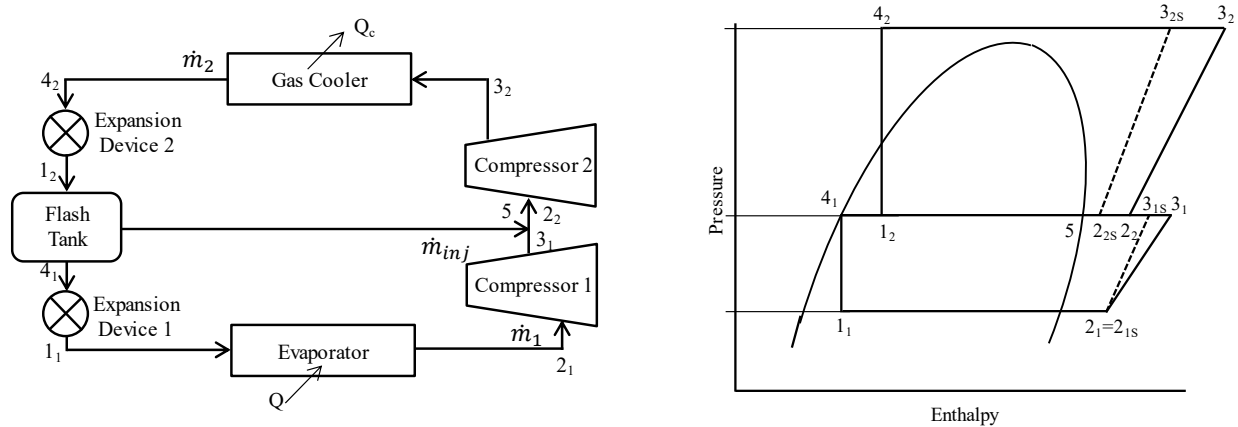 Q_c
ṁ_2
Gas Cooler
4_2
3_2
Expansion
Device 2
Compressor 2
1_2
Flash
Tank
5
2_2
ṁ_inj
3_1
4_1
Compressor 1
Expansion
Device 1
1_1
Evaporator
ṁ_1
2_1
Q
4_2
3_2S
3_2
Pressure
4_1
1_2
5
2_2S
2_2
3_1S
3_1
1_1
2_1=2_1S
Enthalpy